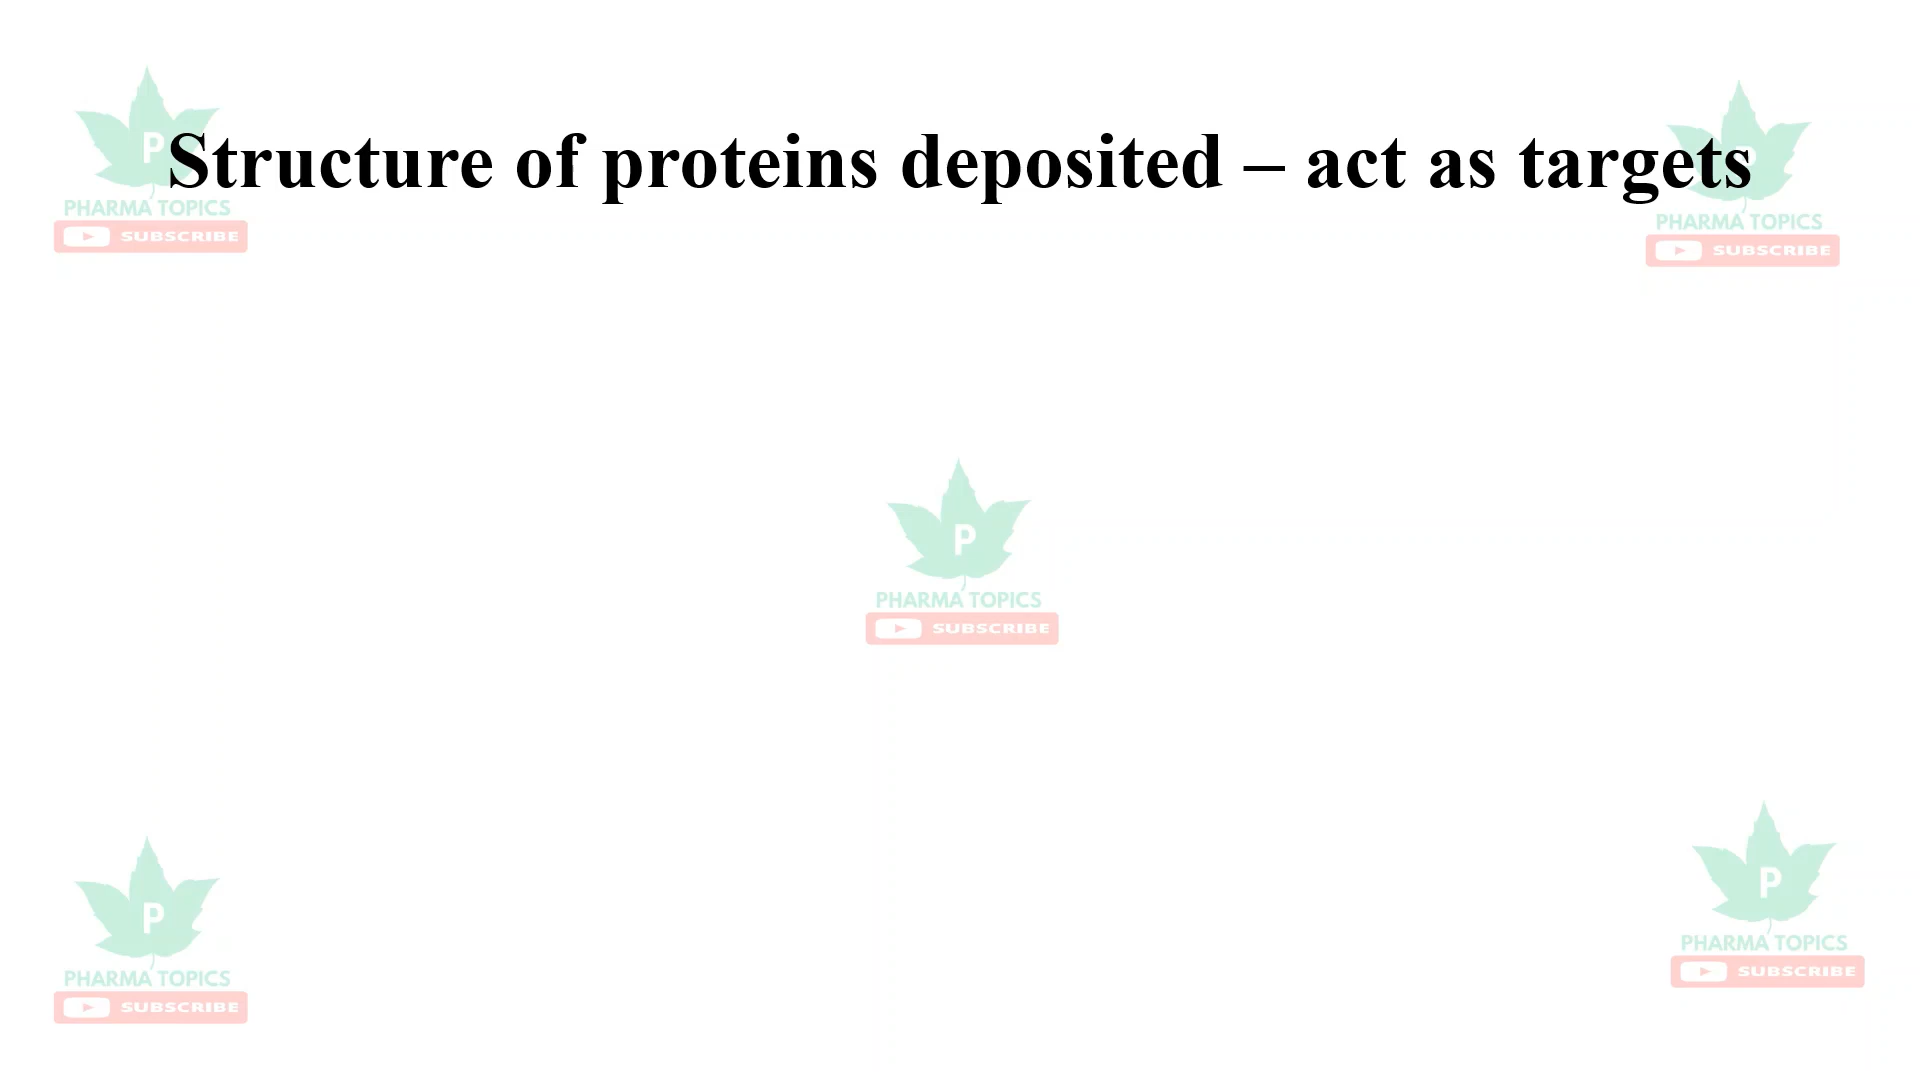 Structure of proteins deposited – act as targets
P
PHARMA TOPICS
SUBSCRIBE
PHARMA TOPICS
SUBSCRIBE
P
PHARMA TOPICS
SUBSCRIBE
P
PHARMA TOPICS
SUBSCRIBE
P
PHARMA TOPICS
SUBSCRIBE